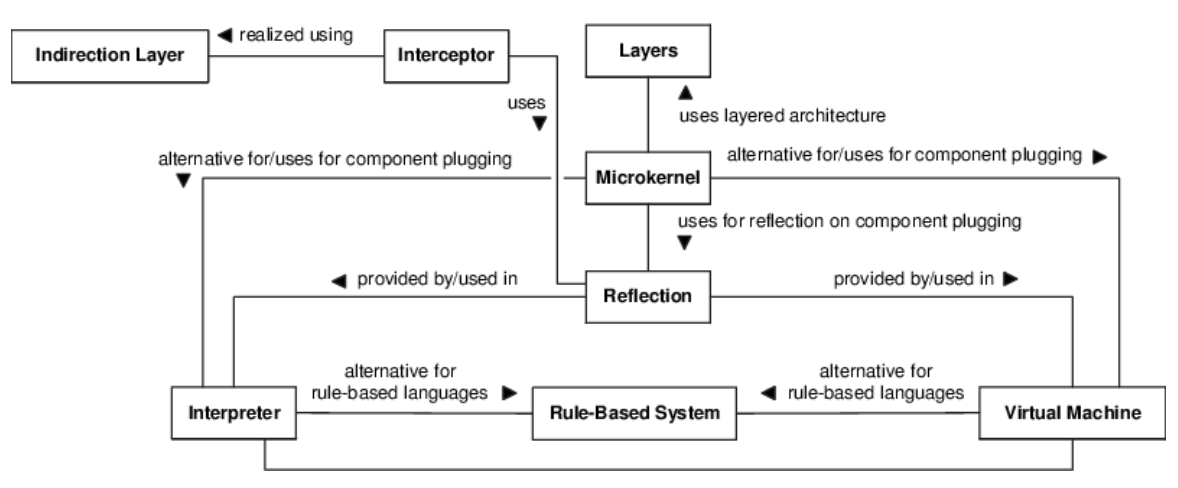 Indirection Layer
realized using
Interceptor
Layers
uses
uses layered architecture
alternative for/uses for component plugging
Microkernel
alternative for/uses for component plugging
uses for reflection on component plugging
provided by/used in
Reflection
provided by/used in
alternative for
rule-based languages
alternative for
rule-based languages
Interpreter
Rule-Based System
Virtual Machine